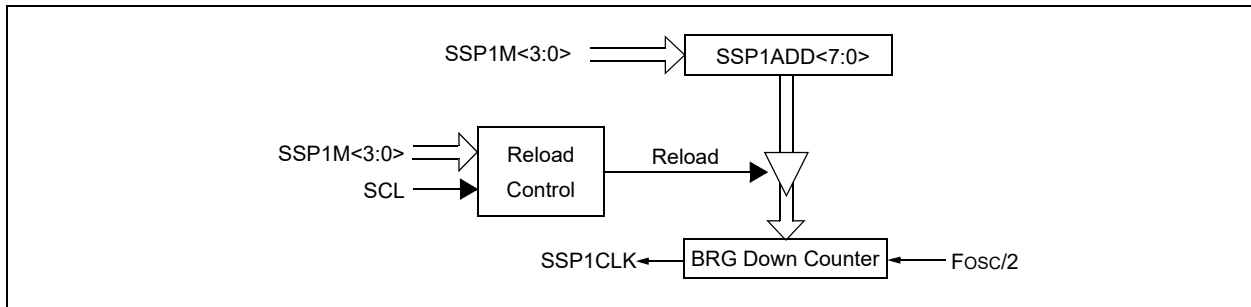 SSP1M<3:0>
SSP1ADD<7:0>
SSP1M<3:0>
Reload
Control
Reload
SCL
SSP1CLK
BRG Down Counter
FOSC/2